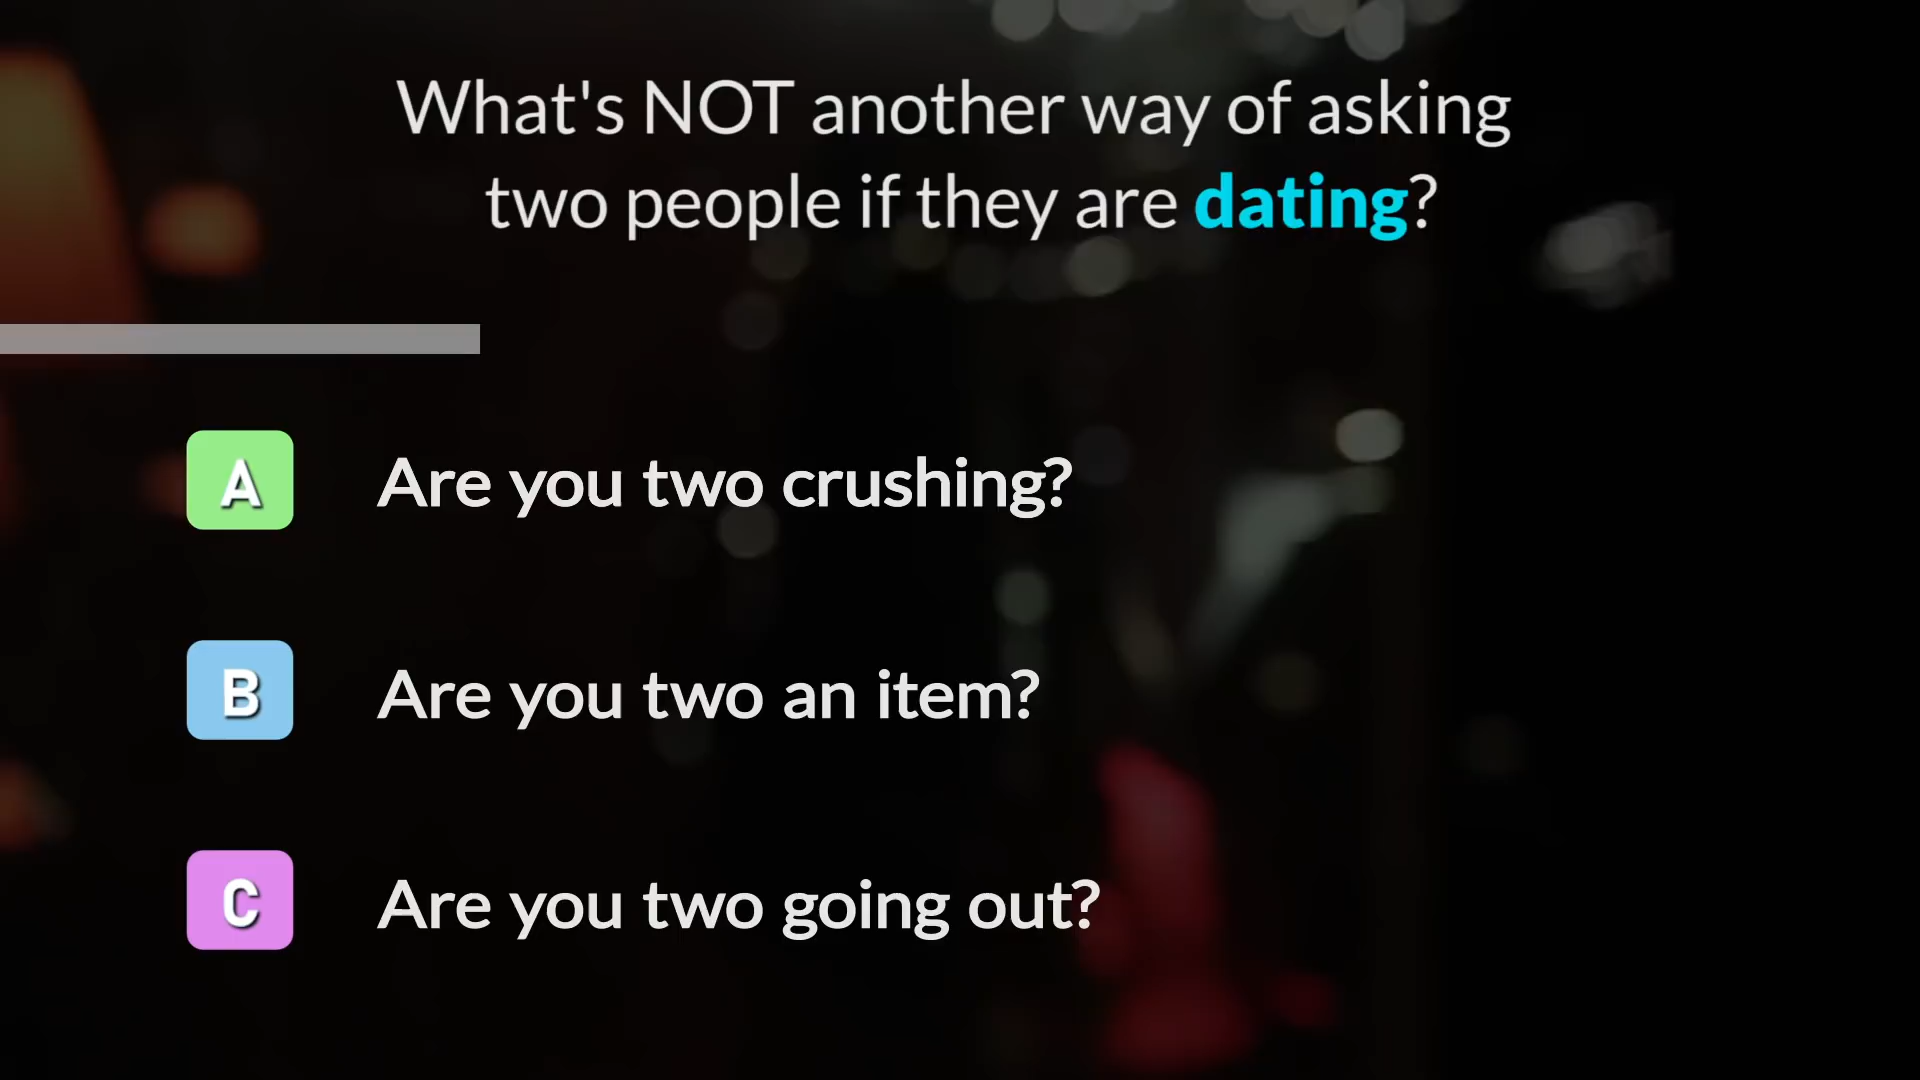 What's NOT another way of asking
two people if they are dating?
A Are you two crushing?
B Are you two an item?
C Are you two going out?